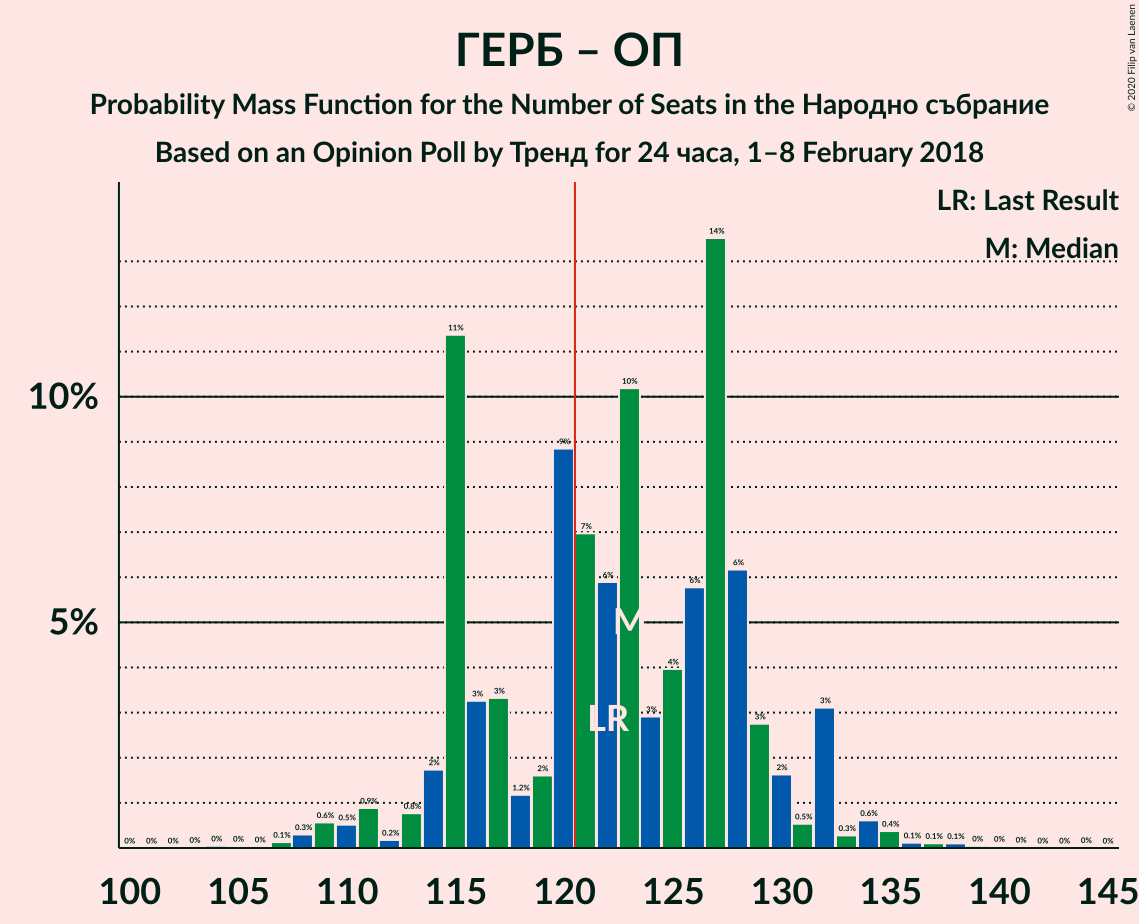 ГЕРБ – ОП
Probability Mass Function for the Number of Seats in the Народно събрание
Based on an Opinion Poll by Тренд for 24 часа, 1–8 February 2018
© 2020 Filip van Laenen
LR: Last Result
M: Median
10%
5%
0% 0% 0% 0% 0% 0% 0% 0.1% 0.3% 0.6% 0.5% 0.9% 0.2% 0.8% 2% 11% 3% 3% 1.2% 2% 9% 7% 6% 10% 3% 4% 6% 14% 6% 3% 2% 0.5% 3% 0.3% 0.6% 0.4% 0.1% 0.1% 0.1% 0% 0% 0% 0% 0% 0% 0%
M
LR
100 105 110 115 120 125 130 135 140 145